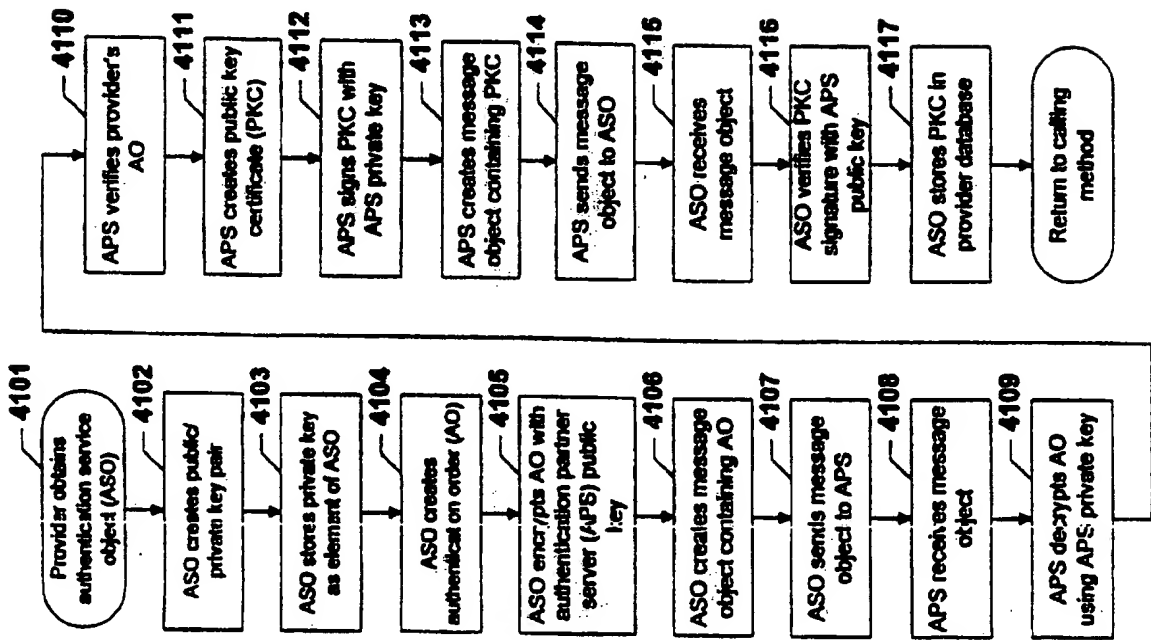 4101
Provider obtains
authentication service
object (ASO)
4102
ASO creates public/
private key pair
4103
ASO stores private key
as element of ASO
4104
ASO creates
authentication order (AO)
4105
ASO encrypts AO with
authentication partner
server (APS) public
key
4106
ASO creates message
object containing AO
4107
ASO sends message
object to APS
4108
APS receives message
object
4109
APS decrypts AO
using APS private key
4110
APS verifies provider's
AO
4111
APS creates public key
certificate (PKC)
4112
APS signs PKC with
APS private key
4113
APS creates message
object containing PKC
4114
APS sends message
object to ASO
4115
ASO receives
message object
4116
ASO verifies PKC
signature with APS
public key
4117
ASO stores PKC in
provider database
Return to calling
method